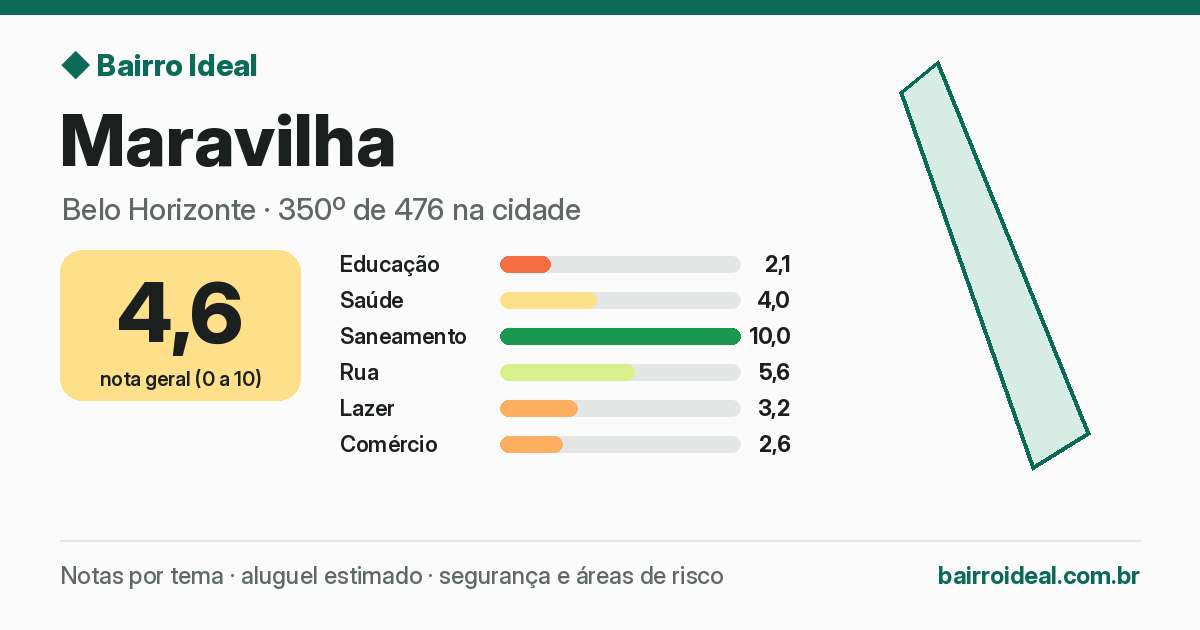 Bairro Ideal
Maravilha
Belo Horizonte · 350º de 476 na cidade
4,6
nota geral (0 a 10)
Educação 2,1
Saúde 4,0
Saneamento 10,0
Rua 5,6
Lazer 3,2
Comércio 2,6
Notas por tema · aluguel estimado · segurança e áreas de risco
bairroideal.com.br